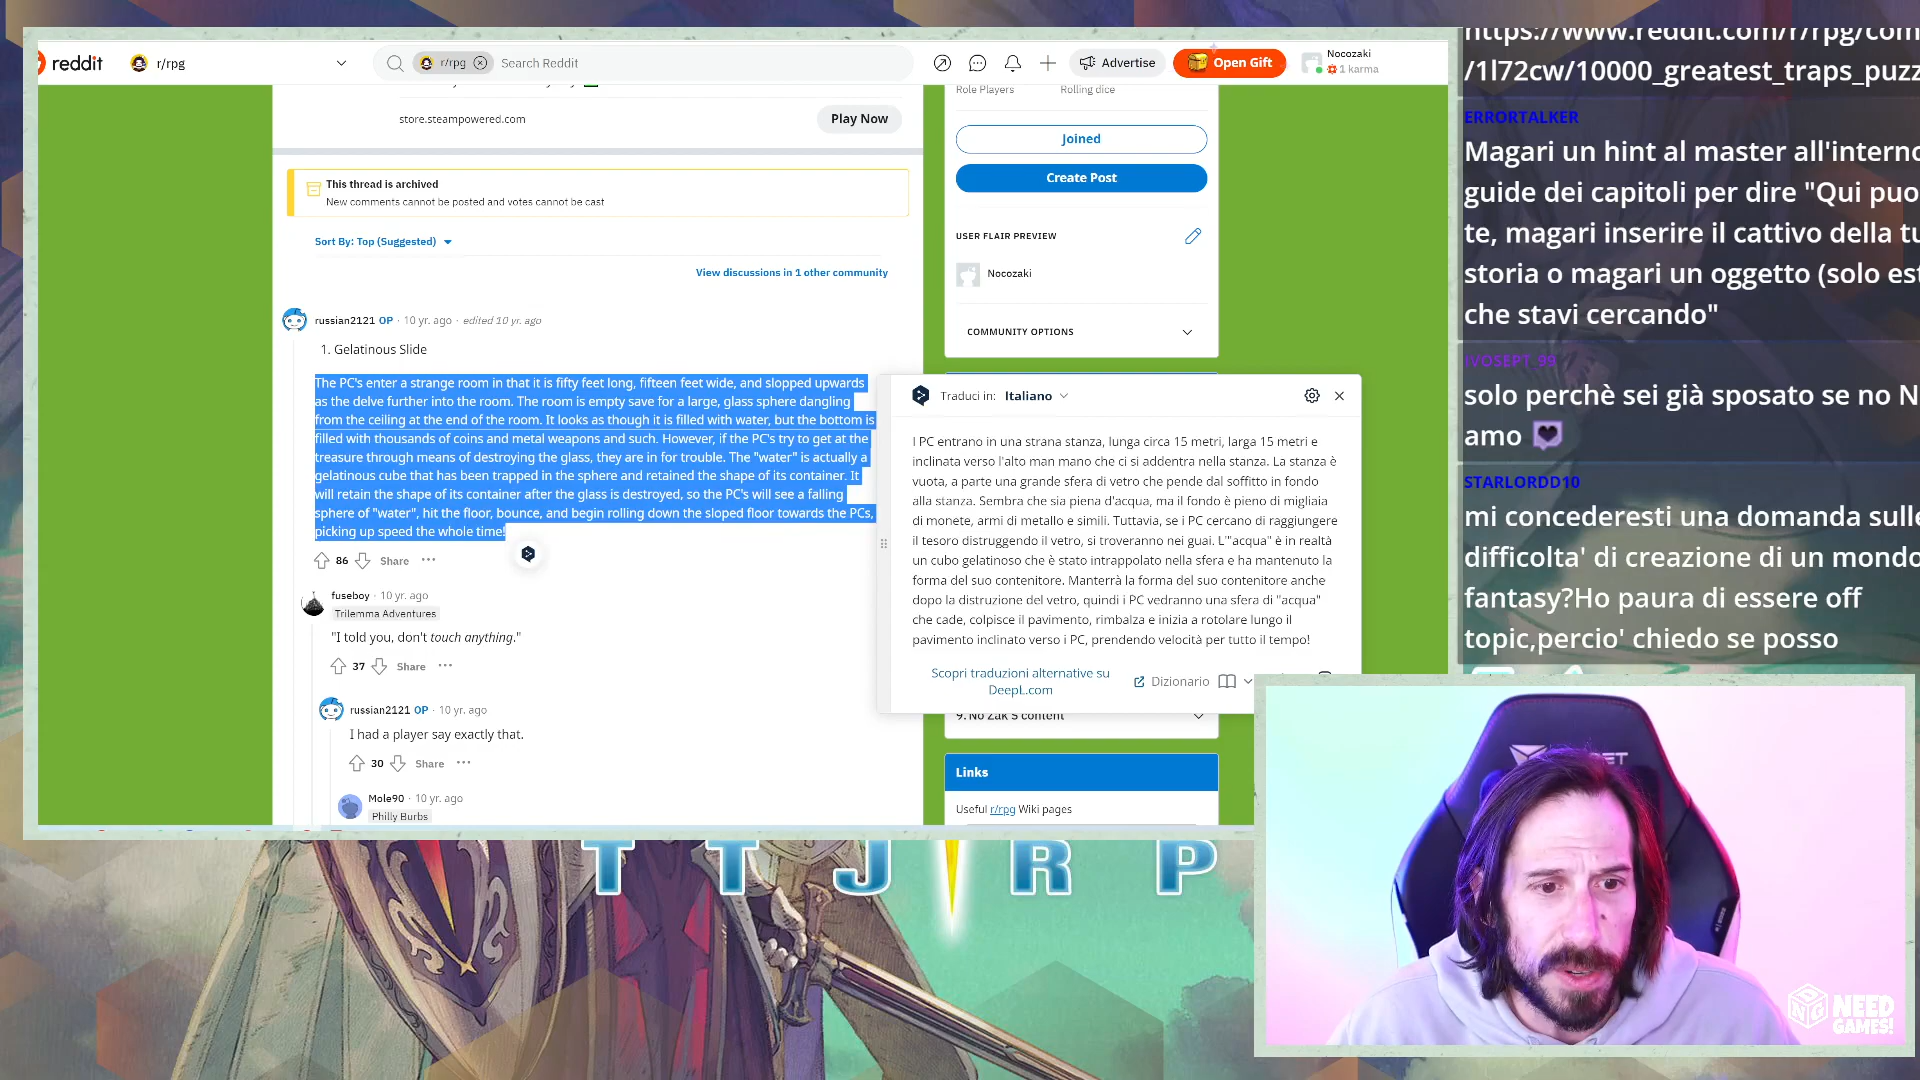 reddit
r/rpg
r/rpg
Search Reddit
Advertise
Open Gift
Nocozaki
1 karma
store.steampowered.com
Play Now
This thread is archived
New comments cannot be posted and votes cannot be cast
Sort By: Top (Suggested)
View discussions in 1 other community
russian2121 OP · 10 yr. ago · edited 10 yr. ago
1. Gelatinous Slide
The PC's enter a strange room in that it is fifty feet long, fifteen feet wide, and slopped upwards
as the delve further into the room. The room is empty save for a large, glass sphere dangling
from the ceiling at the end of the room. It looks as though it is filled with water, but the bottom is
filled with thousands of coins and metal weapons and such. However, if the PC's try to get at the
treasure through means of destroying the glass, they are in for trouble. The "water" is actually a
gelatinous cube that has been trapped in the sphere and retained the shape of its container. It
will retain the shape of its container after the glass is destroyed, so the PC's will see a falling
sphere of "water", hit the floor, bounce, and begin rolling down the sloped floor towards the PCs,
picking up speed the whole time!
86 Share
fuseboy · 10 yr. ago
Trilemma Adventures
"I told you, don't touch anything."
37 Share
russian2121 OP · 10 yr. ago
I had a player say exactly that.
30 Share
Mole90 · 10 yr. ago
Philly Burbs
Role Players Rolling dice
Joined
Create Post
USER FLAIR PREVIEW
Nocozaki
COMMUNITY OPTIONS
Traduci in: Italiano
I PC entrano in una strana stanza, lunga circa 15 metri, larga 15 metri e
inclinata verso l'alto man mano che ci si addentra nella stanza. La stanza è
vuota, a parte una grande sfera di vetro che pende dal soffitto in fondo
alla stanza. Sembra che sia piena d'acqua, ma il fondo è pieno di migliaia
di monete, armi di metallo e simili. Tuttavia, se i PC cercano di raggiungere
il tesoro distruggendo il vetro, si troveranno nei guai. L'"acqua" è in realtà
un cubo gelatinoso che è stato intrappolato nella sfera e ha mantenuto la
forma del suo contenitore. Manterrà la forma del suo contenitore anche
dopo la distruzione del vetro, quindi i PC vedranno una sfera di "acqua"
che cade, colpisce il pavimento, rimbalza e inizia a rotolare lungo il
pavimento inclinato verso i PC, prendendo velocità per tutto il tempo!
Scopri traduzioni alternative su
DeepL.com
Dizionario
9. No Zak S content
Links
Useful r/rpg Wiki pages
https://www.reddit.com/r/rpg/com
/1l72cw/10000_greatest_traps_puzz
ERRORTALKER
Magari un hint al master all'interno
guide dei capitoli per dire "Qui puo
te, magari inserire il cattivo della tu
storia o magari un oggetto (solo est
che stavi cercando"
IVOSEPT_99
solo perchè sei già sposato se no N
amo
STARLORDD10
mi concederesti una domanda sulle
difficolta' di creazione di un mondo
fantasy?Ho paura di essere off
topic,percio' chiedo se posso
T T J R P
NEED
GAMES!